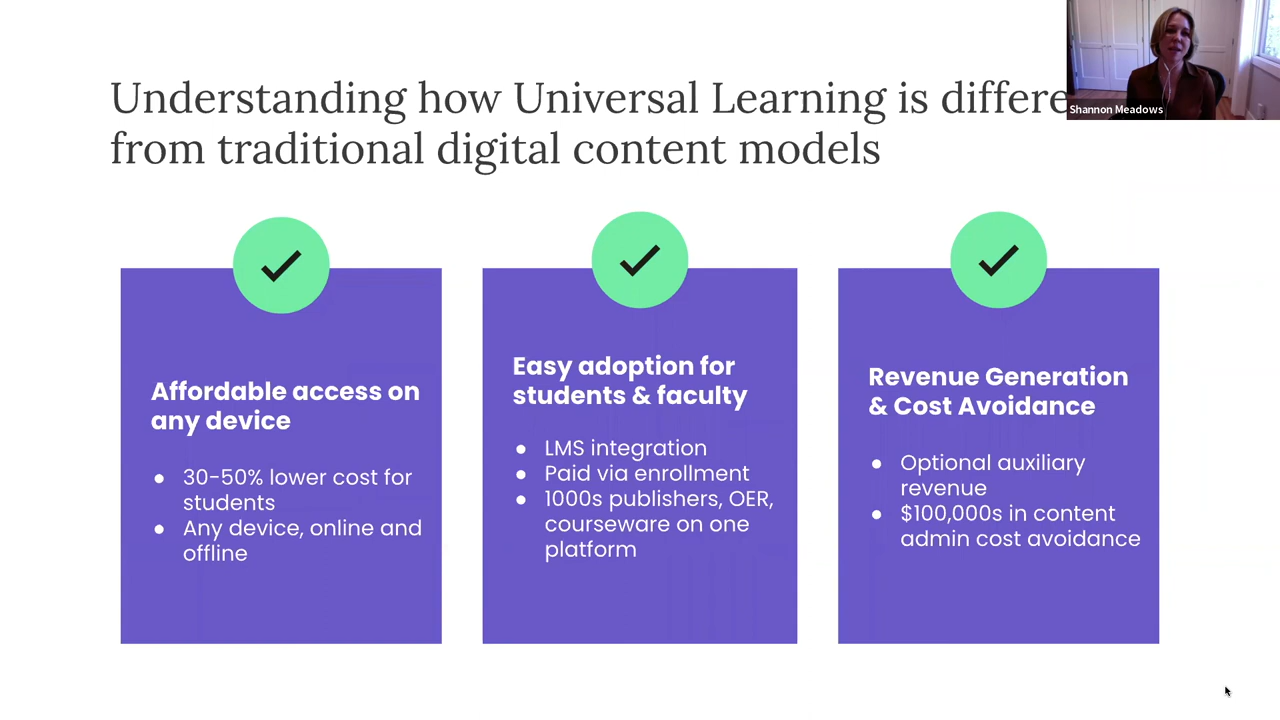 Understanding how Universal Learning is differe
from traditional digital content models
Shannon Meadows
Affordable access on
any device
● 30-50% lower cost for
students
● Any device, online and
offline
Easy adoption for
students & faculty
● LMS integration
● Paid via enrollment
● 1000s publishers, OER,
courseware on one
platform
Revenue Generation
& Cost Avoidance
● Optional auxiliary
revenue
● $100,000s in content
admin cost avoidance